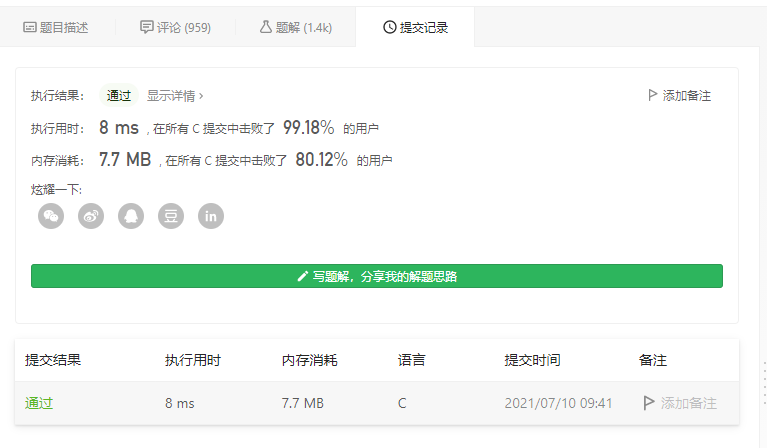 题目描述 评论 (959) 题解 (1.4k) 提交记录
执行结果： 通过 显示详情 › 添加备注
执行用时： 8 ms , 在所有 C 提交中击败了 99.18% 的用户
内存消耗： 7.7 MB , 在所有 C 提交中击败了 80.12% 的用户
炫耀一下:
豆 in
写题解，分享我的解题思路
提交结果 执行用时 内存消耗 语言 提交时间 备注
通过 8 ms 7.7 MB C 2021/07/10 09:41 添加备注